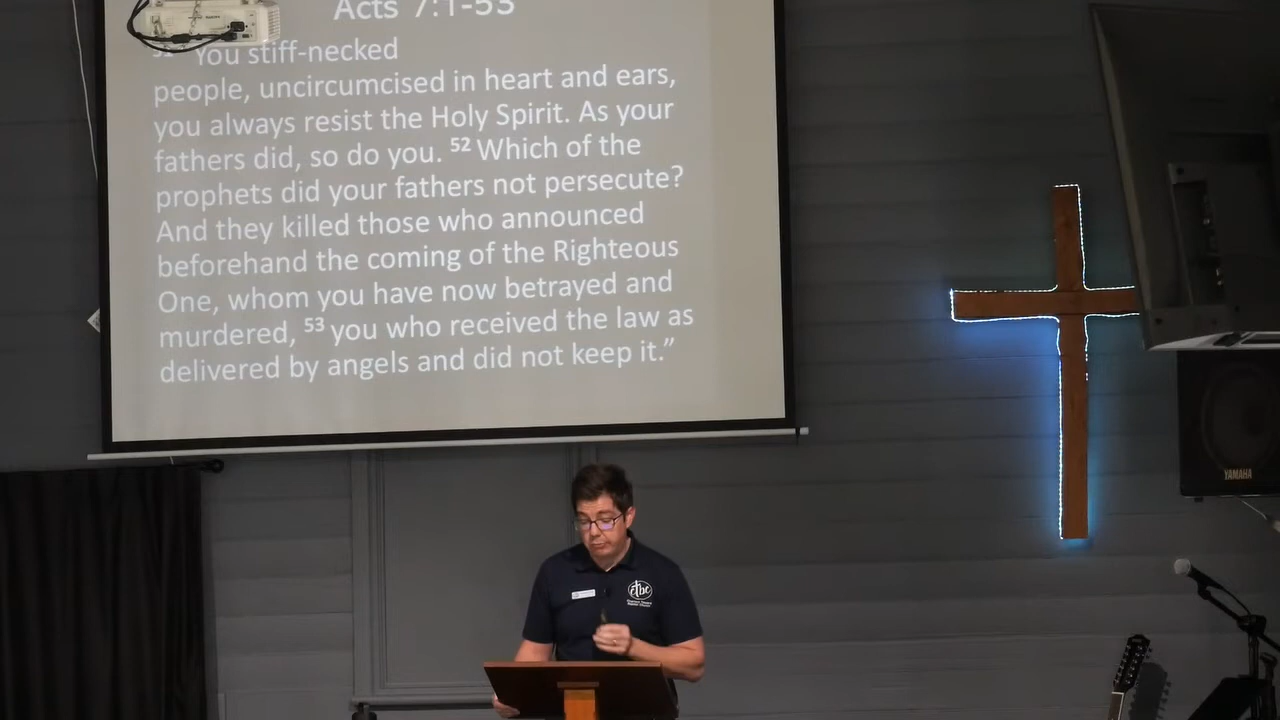 Acts 7:1-53
51 "You stiff-necked
people, uncircumcised in heart and ears,
you always resist the Holy Spirit. As your
fathers did, so do you. 52 Which of the
prophets did your fathers not persecute?
And they killed those who announced
beforehand the coming of the Righteous
One, whom you have now betrayed and
murdered, 53 you who received the law as
delivered by angels and did not keep it.”
YAMAHA